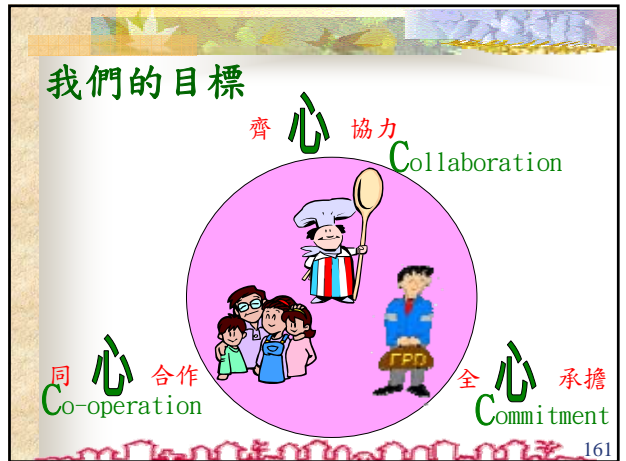 我們的目標
齊心協力
Collaboration
同心合作
Co-operation
全心承擔
Commitment
161